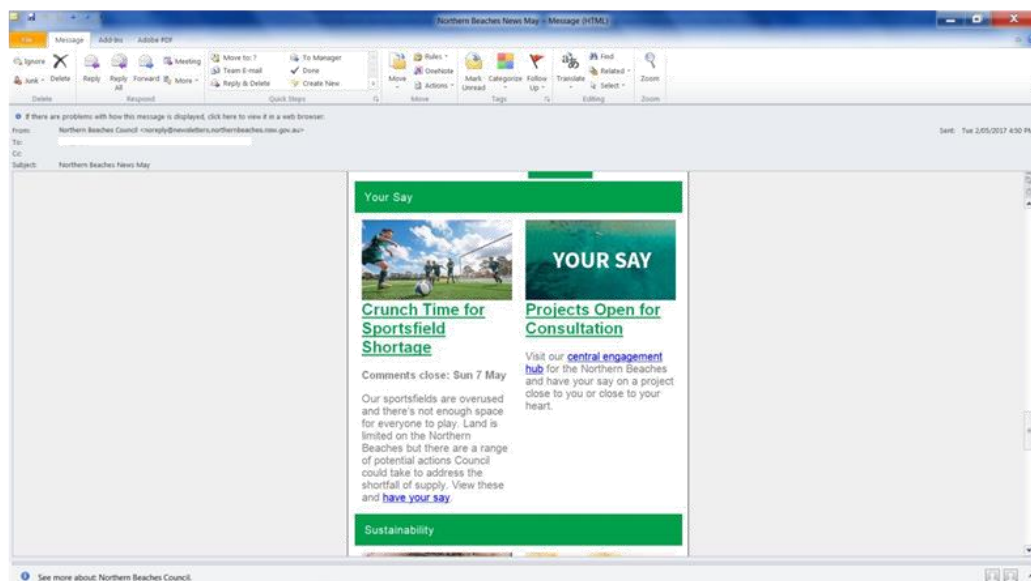 Northern Beaches News May - Message (HTML)
File Message Add-Ins Adobe PDF
Ignore
Junk
Delete
Reply
Reply All
Forward
Meeting
More
Move to: ?
Team E-mail
Reply & Delete
To Manager
Done
Create New
Move
Rules
OneNote
Actions
Mark Unread
Categorize
Follow Up
Translate
Find
Related
Select
Zoom
Delete Respond Quick Steps Move Tags Editing Zoom
If there are problems with how this message is displayed, click here to view it in a web browser.
From: Northern Beaches Council <noreply@newsletters.northernbeaches.nsw.gov.au>
Sent: Tue 2/05/2017 4:50 PM
To:
Cc:
Subject: Northern Beaches News May
Your Say
Crunch Time for
Sportsfield
Shortage
Comments close: Sun 7 May
Our sportsfields are overused
and there's not enough space
for everyone to play. Land is
limited on the Northern
Beaches but there are a range
of potential actions Council
could take to address the
shortfall of supply. View these
and have your say.
YOUR SAY
Projects Open for
Consultation
Visit our central engagement
hub for the Northern Beaches
and have your say on a project
close to you or close to your
heart.
Sustainability
See more about: Northern Beaches Council.